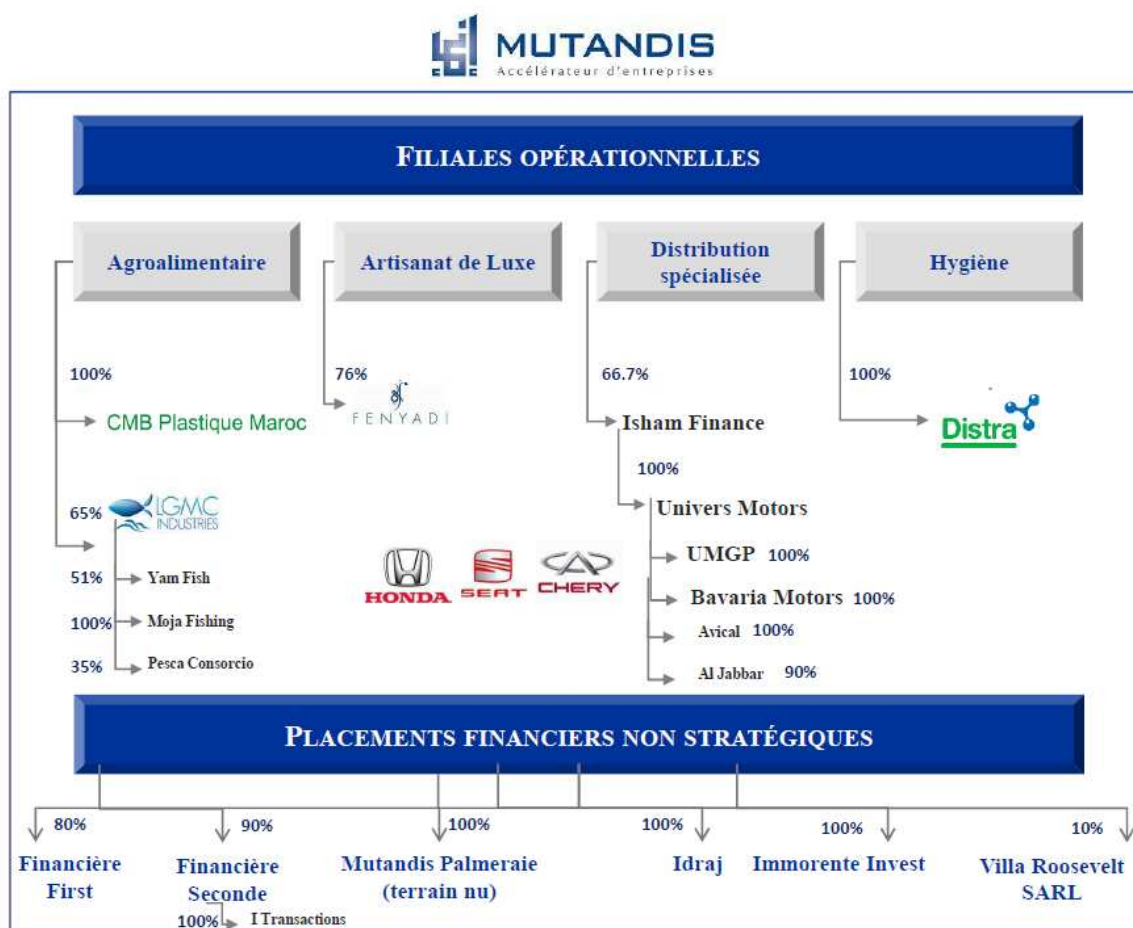 MUTANDIS
Accélérateur d'entreprises
FILIALES OPÉRATIONNELLES
Agroalimentaire
Artisanat de Luxe
Distribution
spécialisée
Hygiène
100%
CMB Plastique Maroc
65%
LGMC
INDUSTRIES
51%
Yam Fish
100%
Moja Fishing
35%
Pesca Consorcio
76%
FENYADI
HONDA
SEAT
CHERY
66.7%
Isham Finance
100%
Univers Motors
UMGP 100%
Bavaria Motors 100%
Avical 100%
Al Jabbar 90%
100%
Distra
PLACEMENTS FINANCIERS NON STRATÉGIQUES
80%
Financière
First
90%
Financière
Seconde
100%
I Transactions
100%
Mutandis Palmeraie
(terrain nu)
100%
Idraj
100%
Immorente Invest
10%
Villa Roosevelt
SARL